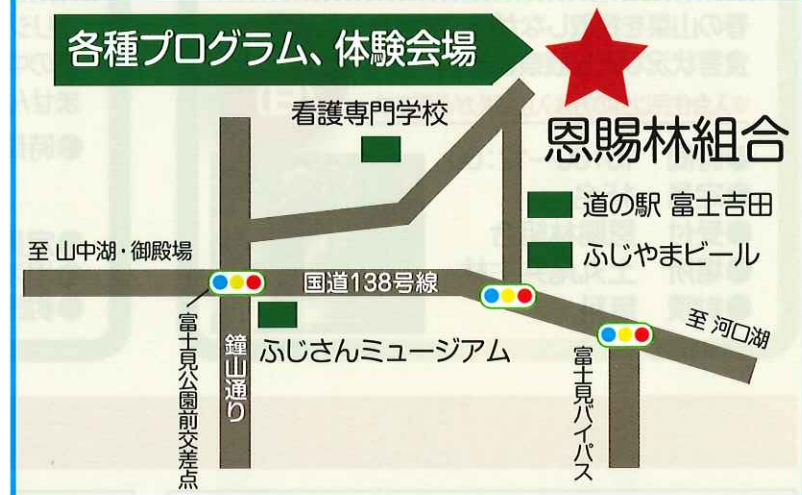 各種プログラム、体験会場
看護専門学校
恩賜林組合
道の駅 富士吉田
ふじやまビール
至 山中湖・御殿場
国道138号線
至 河口湖
富士見公園前交差点
鐘山通り
ふじさんミュージアム
富士見バイパス